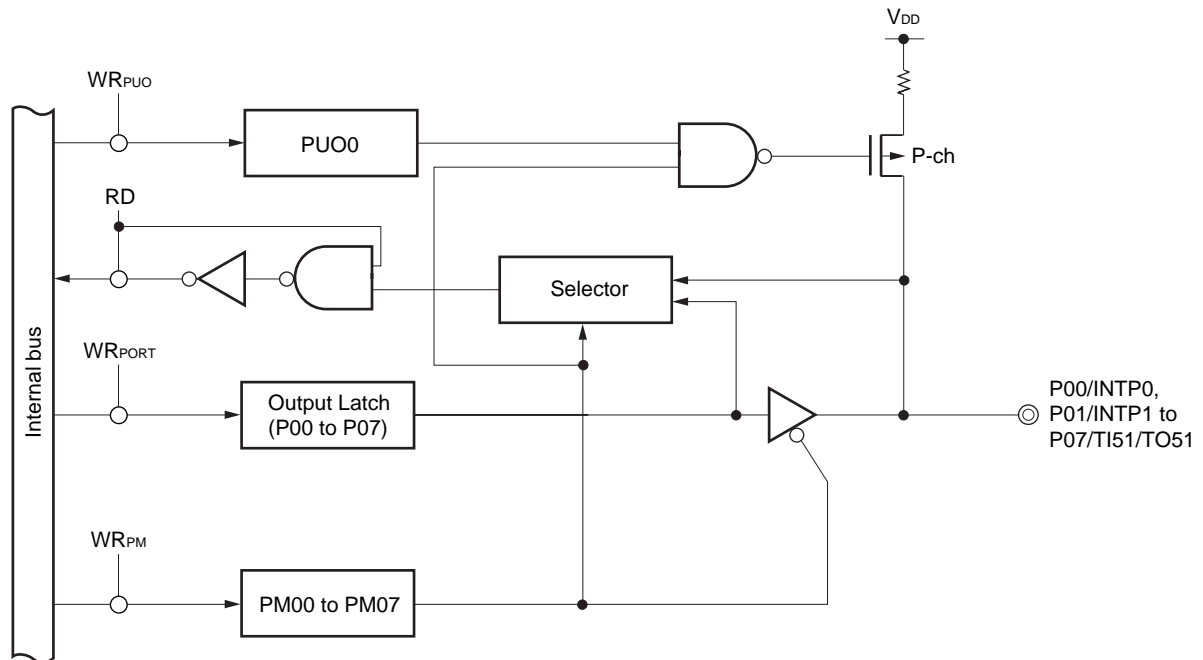 VDD
WRPUO
PUO0
P-ch
RD
Selector
WRPORT
Internal bus
Output Latch
(P00 to P07)
P00/INTP0,
P01/INTP1 to
P07/TI51/TO51
WRPM
PM00 to PM07